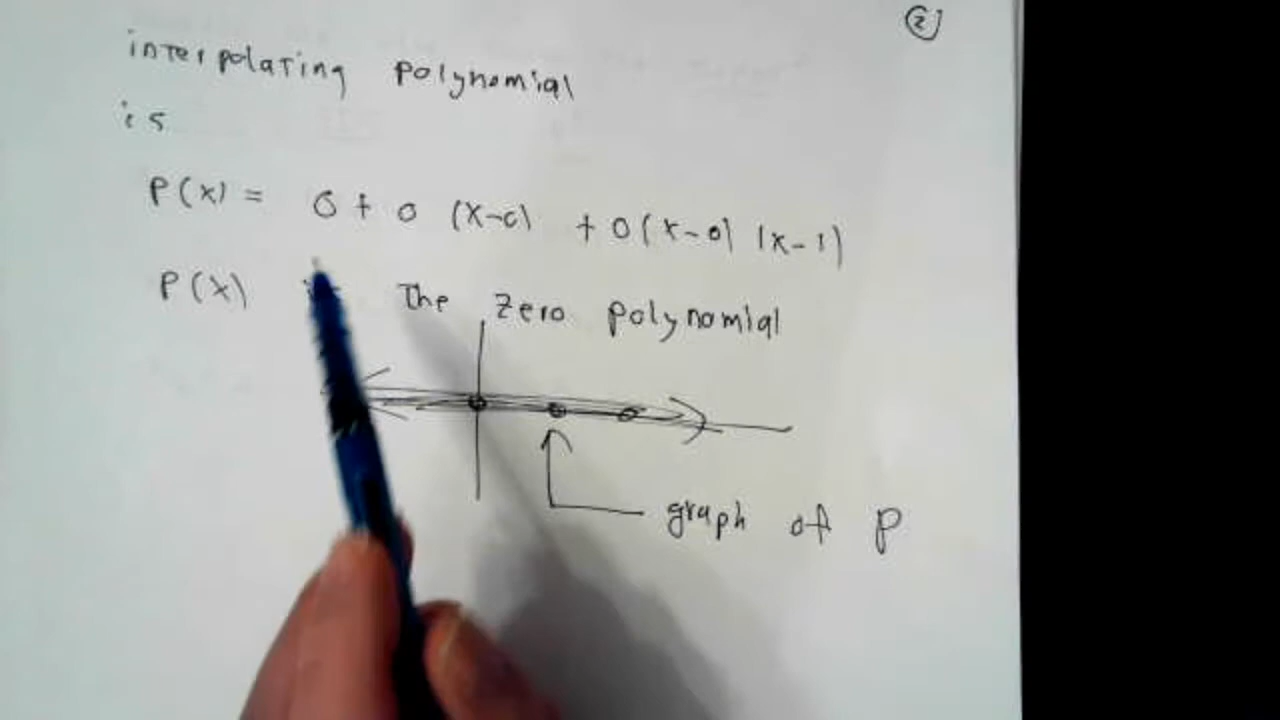 ②
interpolating polynomial
is
P(x) = 0 + 0 (x-0) + 0(x-0) (x-1)
P(x) The zero polynomial
graph of P